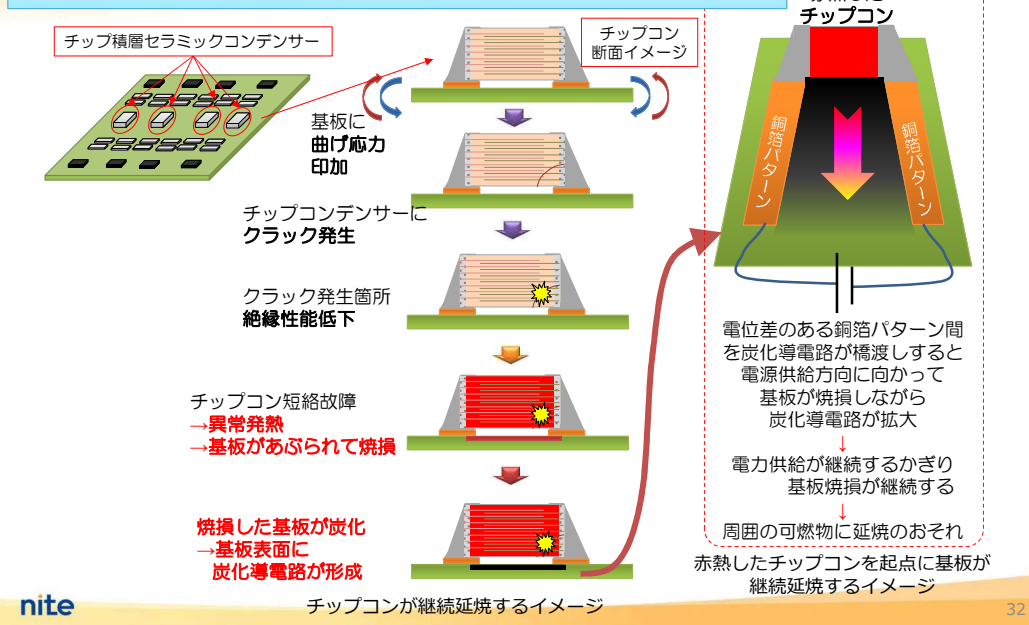 チップ積層セラミックコンデンサー
チップコン
断面イメージ
基板に
曲げ応力
印加
チップコンデンサーに
クラック発生
クラック発生箇所
絶縁性能低下
チップコン短絡故障
→異常発熱
→基板があぶられて焼損
焼損した基板が炭化
→基板表面に
炭化導電路が形成
チップコンが継続延焼するイメージ
チップコン
銅箔パターン
銅箔パターン
電位差のある銅箔パターン間
を炭化導電路が橋渡しすると
電源供給方向に向かって
基板が焼損しながら
炭化導電路が拡大
↓
電力供給が継続するかぎり
基板焼損が継続する
↓
周囲の可燃物に延焼のおそれ
赤熱したチップコンを起点に基板が
継続延焼するイメージ
nite
32